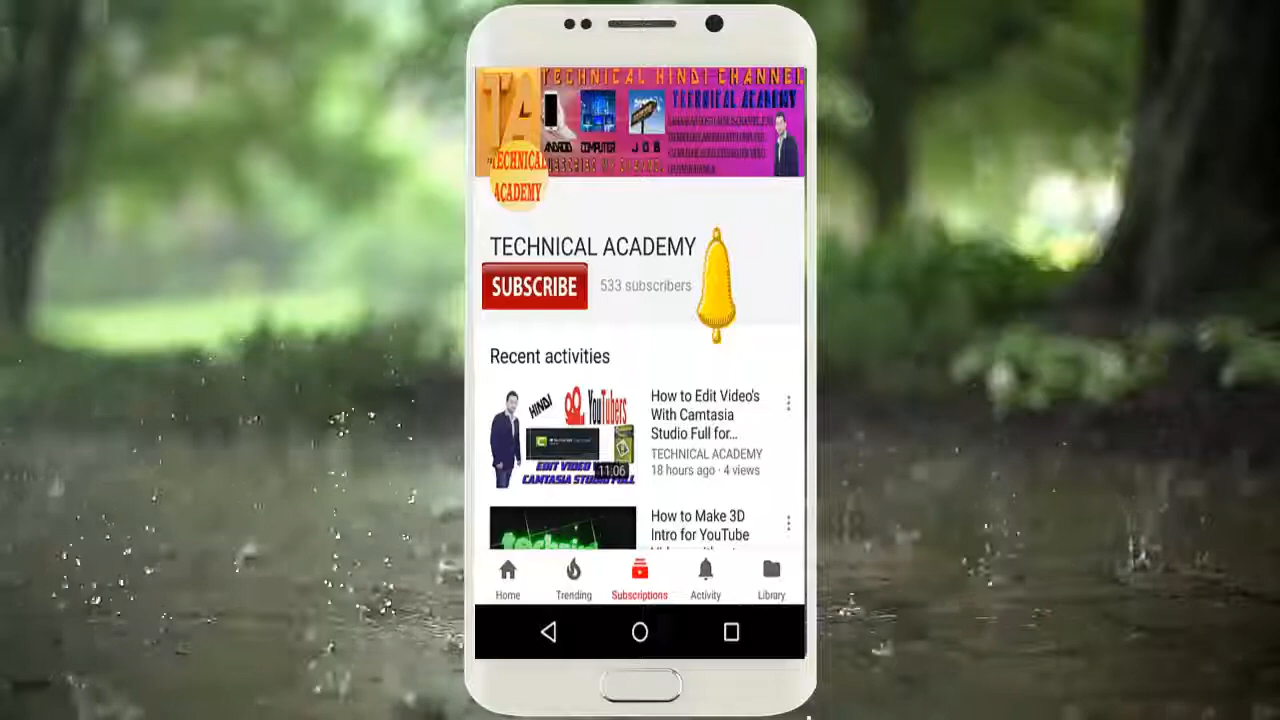 TECHNICAL HINDI CHANNEL
TA
TECHNICAL ADADEMY
ANDROID
COMPUTER
JOB
"TECHNICAL
ACADEMY
TECHNICAL ACADEMY
SUBSCRIBE
533 subscribers
Recent activities
HINDI
YouTubers
EDIT VIDEO
11:06
CAMTASIA STUDIO FULL
How to Edit Video's
With Camtasia
Studio Full for...
TECHNICAL ACADEMY
18 hours ago · 4 views
How to Make 3D
Intro for YouTube
Home
Trending
Subscriptions
Activity
Library